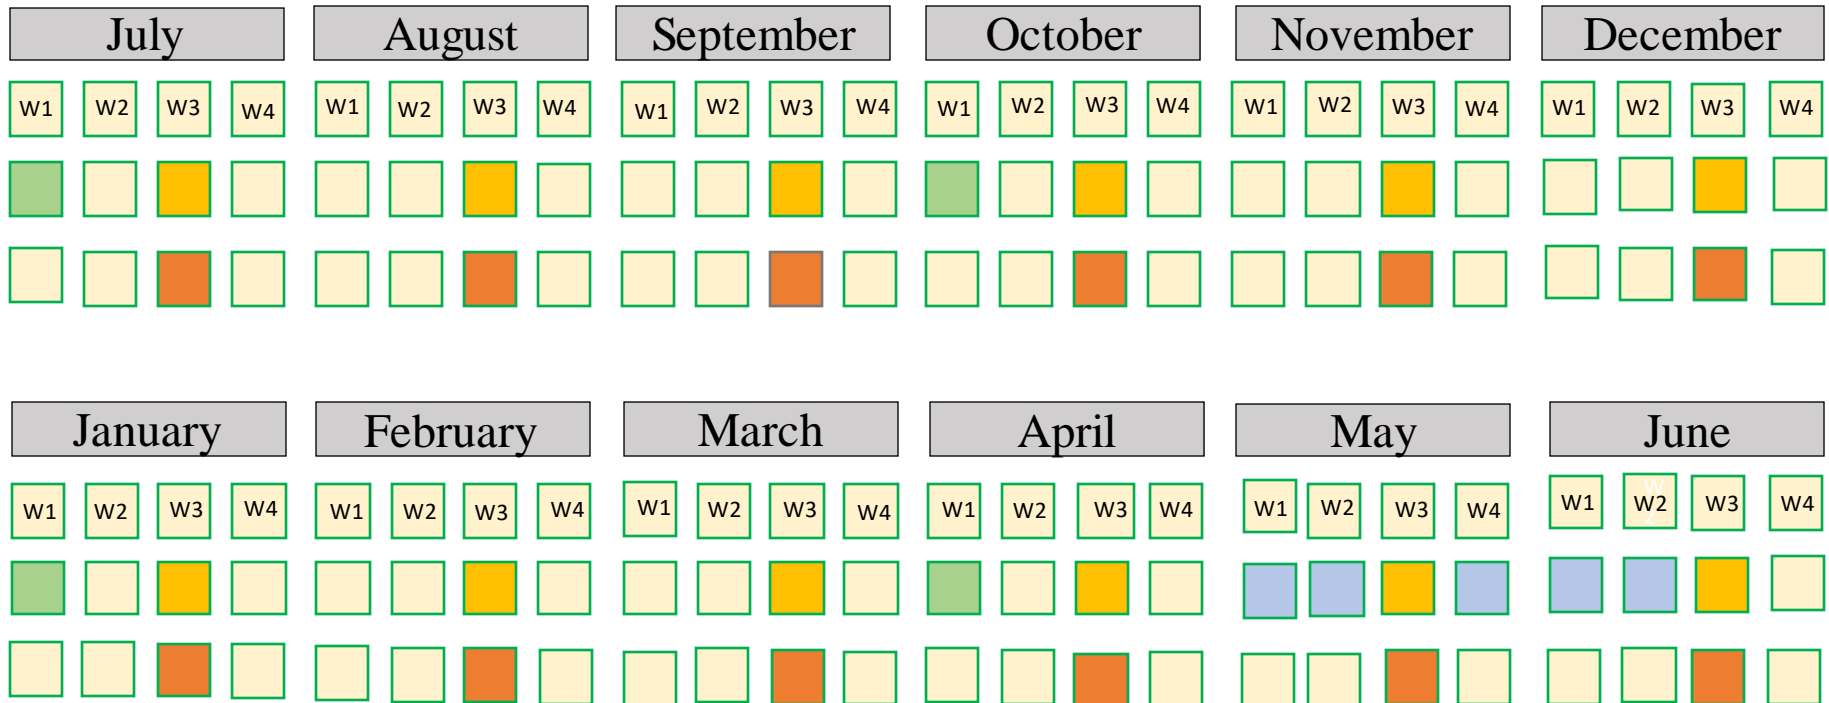 July August September October November December
W1 W2 W3 W4 W1 W2 W3 W4 W1 W2 W3 W4 W1 W2 W3 W4 W1 W2 W3 W4 W1 W2 W3 W4
January February March April May June
W1 W2 W3 W4 W1 W2 W3 W4 W1 W2 W3 W4 W1 W2 W3 W4 W1 W2 W3 W4 W1 W2 W3 W4